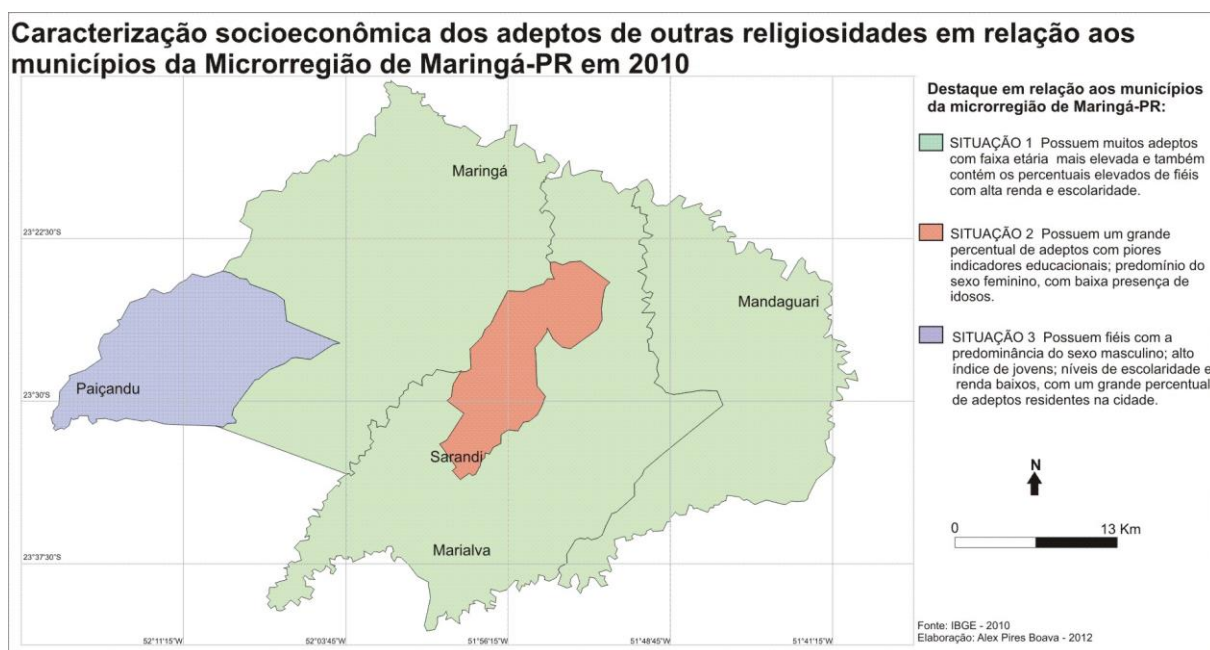 Caracterização socioeconômica dos adeptos de outras religiosidades em relação aos
municípios da Microrregião de Maringá-PR em 2010
Destaque em relação aos municípios
da microrregião de Maringá-PR:
SITUAÇÃO 1 Possuem muitos adeptos
com faixa etária mais elevada e também
contém os percentuais elevados de fiéis
com alta renda e escolaridade.
SITUAÇÃO 2 Possuem um grande
percentual de adeptos com piores
indicadores educacionais; predomínio do
sexo feminino, com baixa presença de
idosos.
SITUAÇÃO 3 Possuem fiéis com a
predominância do sexo masculino; alto
índice de jovens; níveis de escolaridade e
renda baixos, com um grande percentual
de adeptos residentes na cidade.
Maringá
Mandaguari
Paiçandu
Sarandi
Marialva
23°22'30"S
23°30'S
23°37'30"S
52°11'15"W
52°03'45"W
51°56'15"W
51°48'45"W
51°41'15"W
N
0
13 Km
Fonte: IBGE - 2010
Elaboração: Alex Pires Boava - 2012